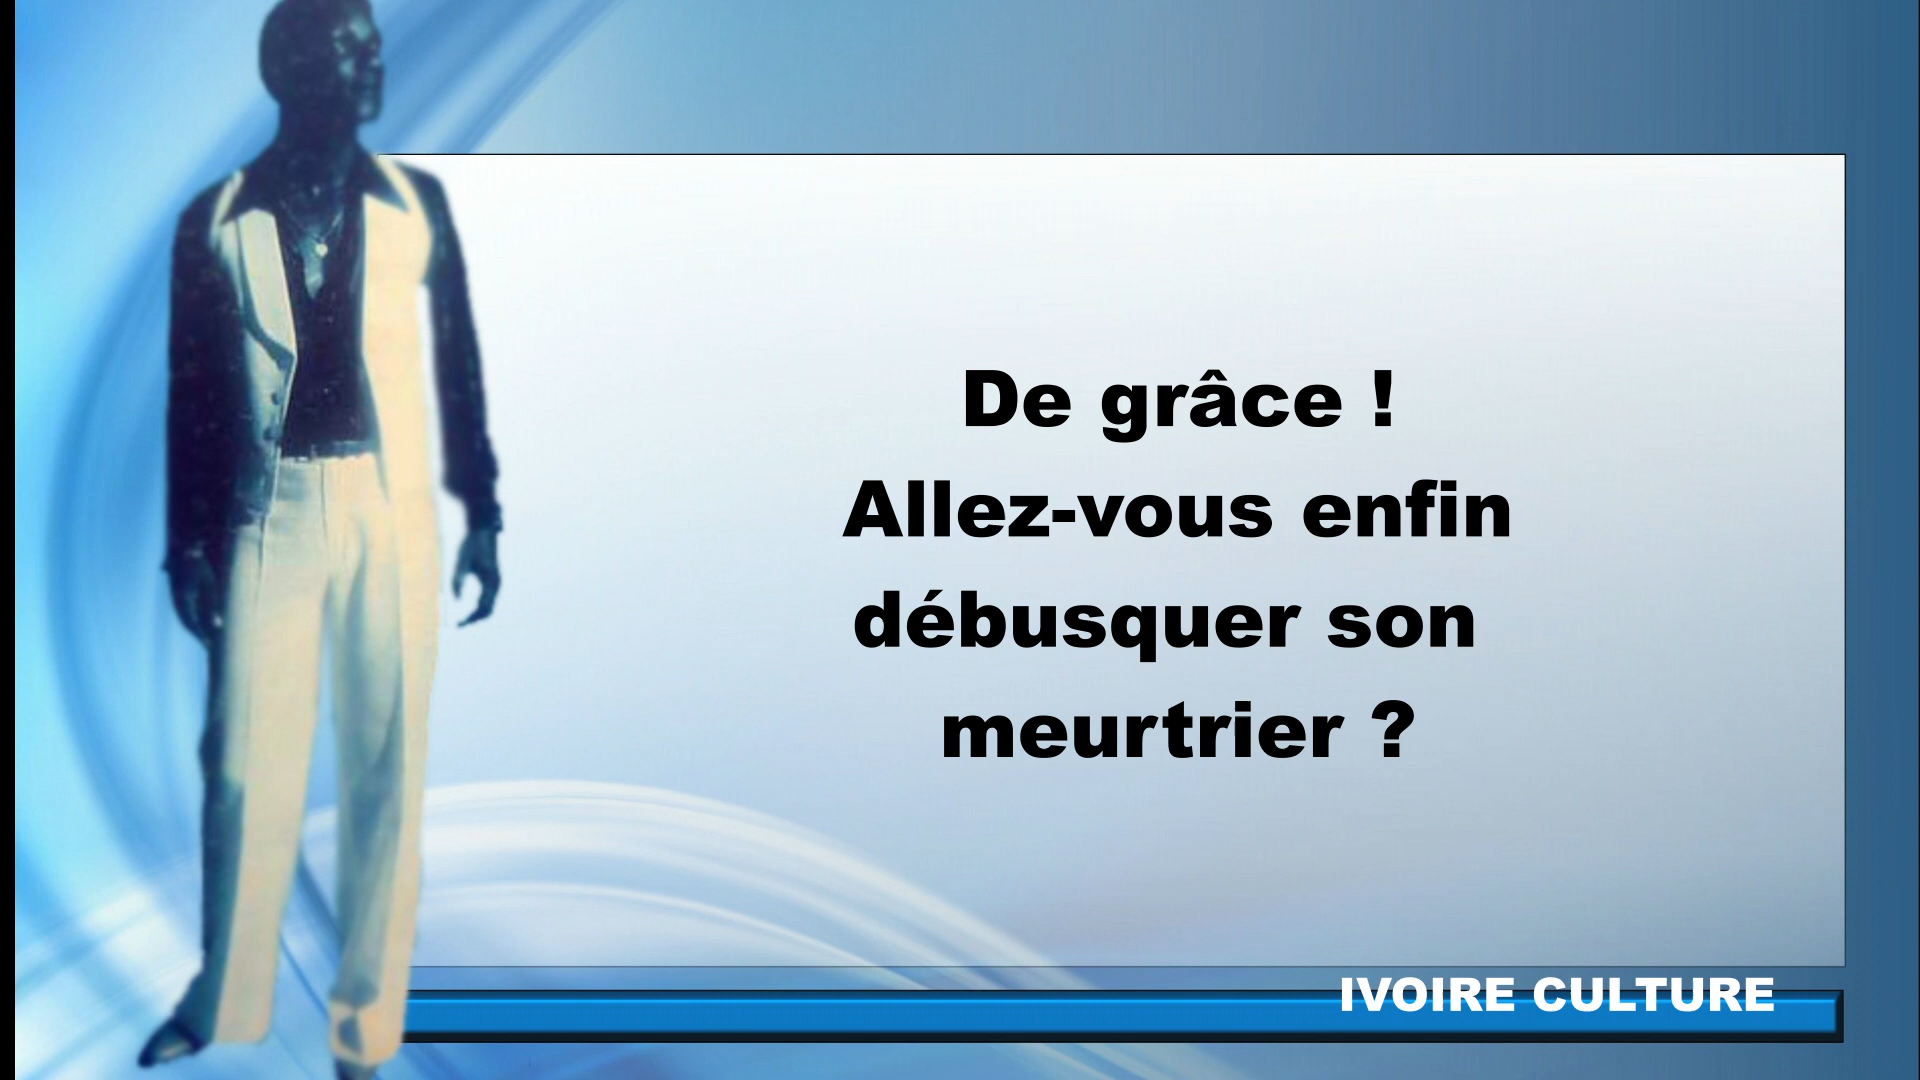 De grâce !
Allez-vous enfin
débusquer son
meurtrier ?
IVOIRE CULTURE